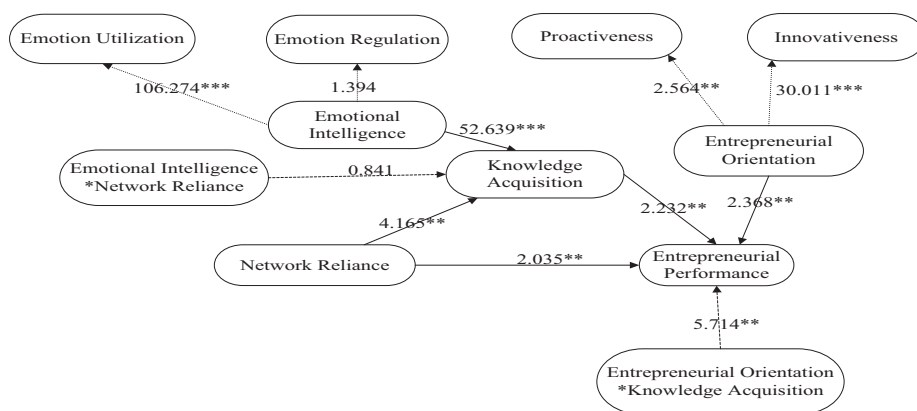 Emotion Utilization
Emotion Regulation
Proactiveness
Innovativeness
106.274***
1.394
2.564**
30.011***
Emotional
Intelligence
52.639***
Entrepreneurial
Orientation
Emotional Intelligence
*Network Reliance
0.841
Knowledge
Acquisition
4.165**
2.232**
2.368**
Network Reliance
2.035**
Entrepreneurial
Performance
5.714**
Entrepreneurial Orientation
*Knowledge Acquisition